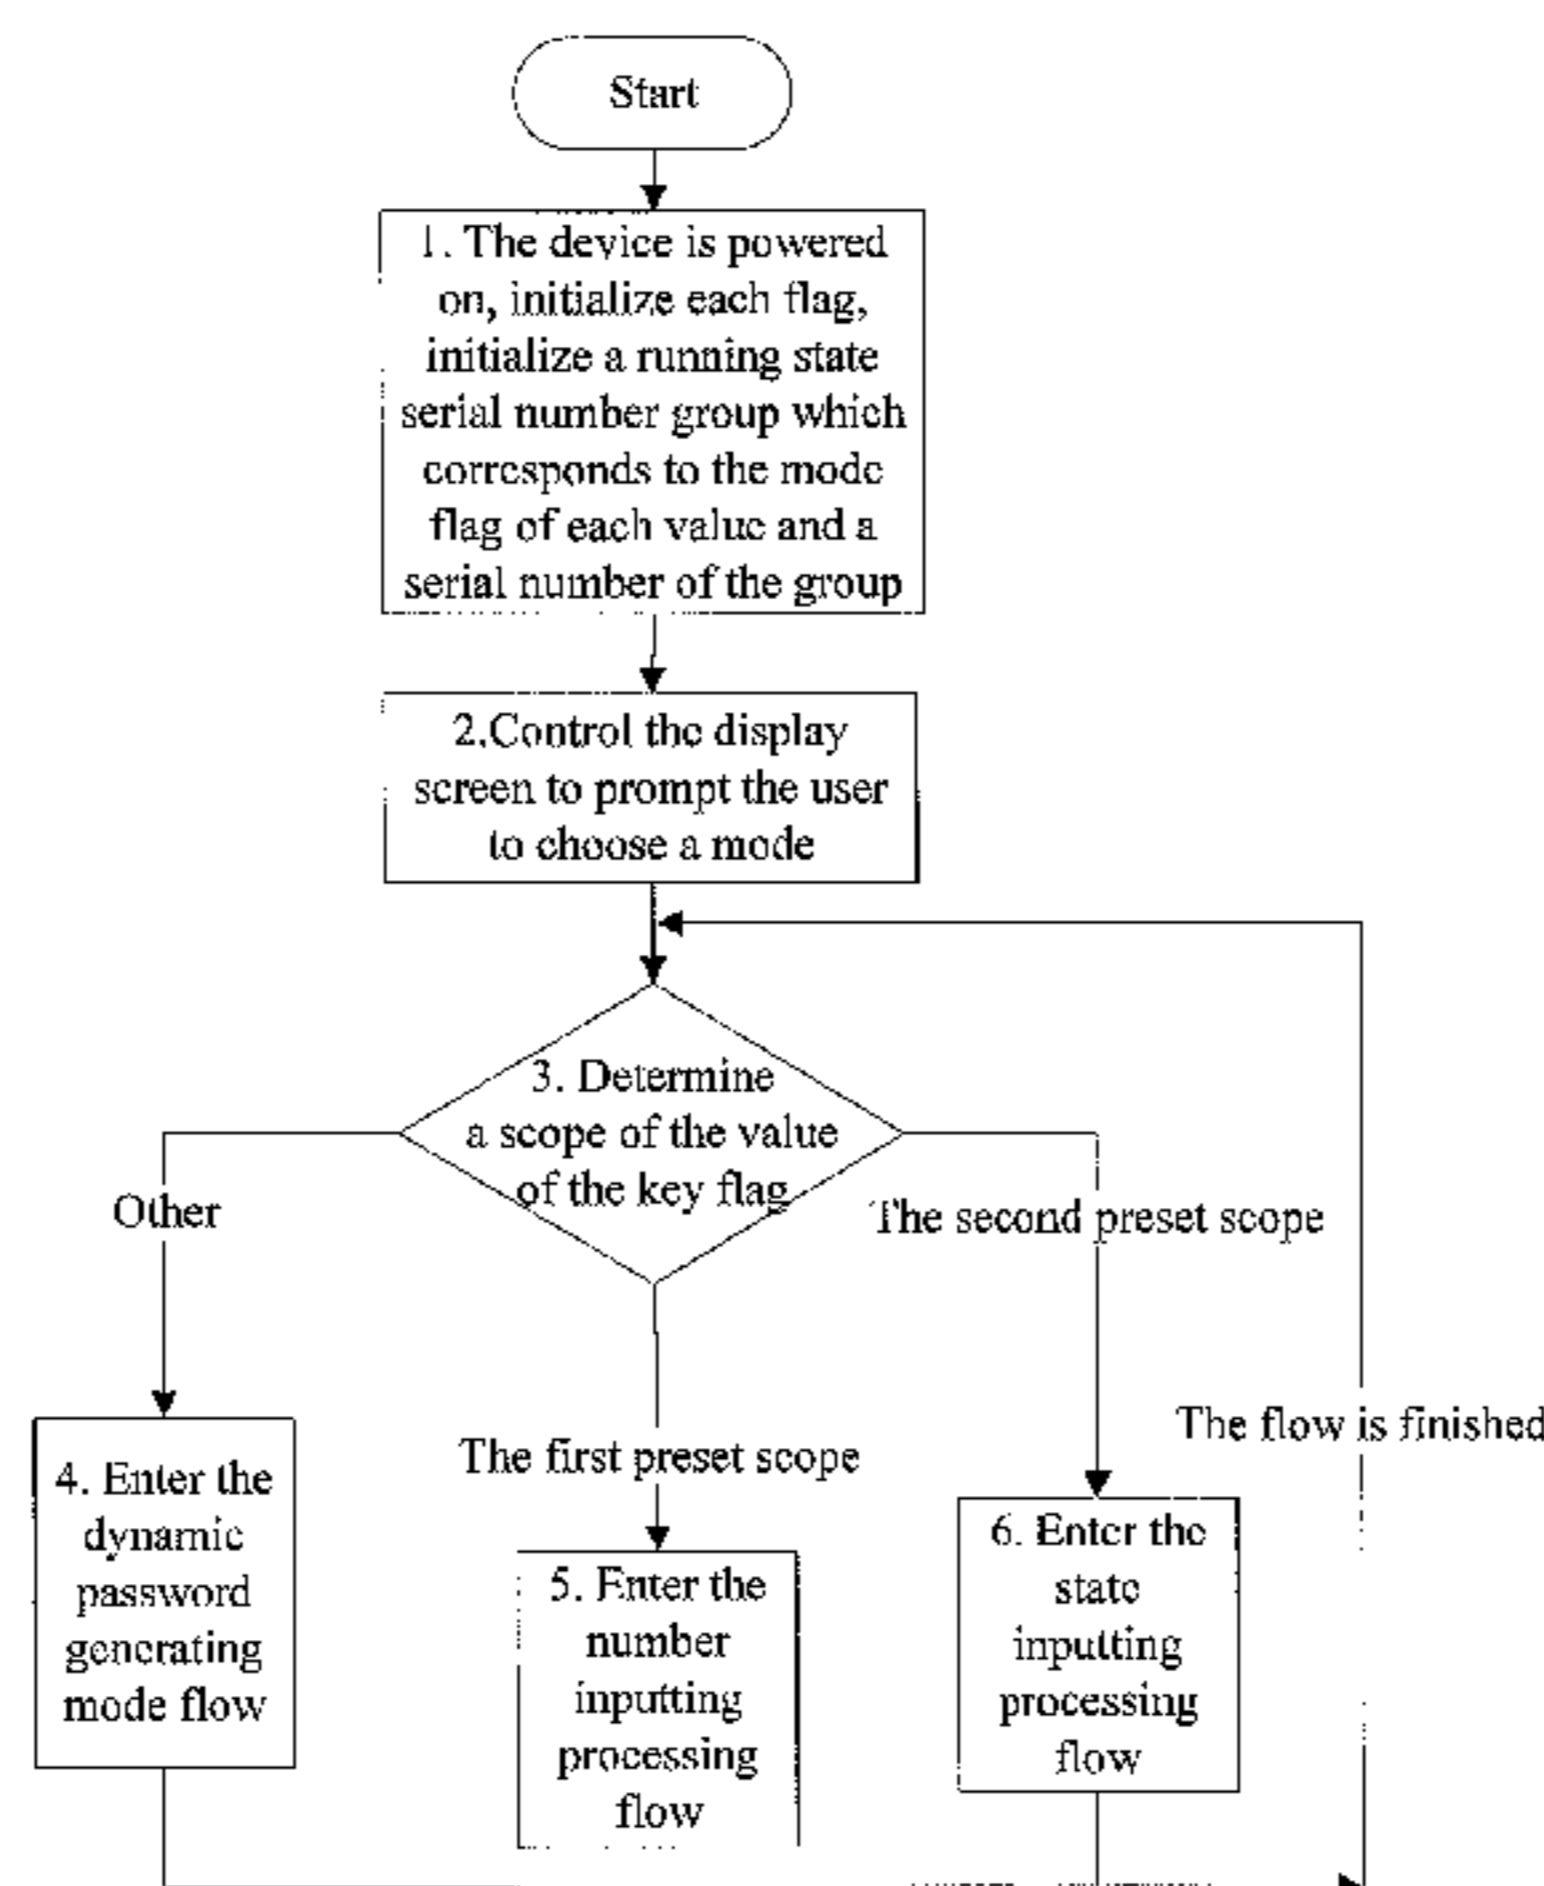 Start
1. The device is powered
on, initialize each flag,
initialize a running state
serial number group which
corresponds to the mode
flag of each value and a
serial number of the group
2.Control the display
screen to prompt the user
to choose a mode
3. Determine
a scope of the value
of the key flag
Other
The second preset scope
The first preset scope
The flow is finished
4. Enter the
dynamic
password
generating
mode flow
5. Enter the
number
inputting
processing
flow
6. Enter the
state
inputting
processing
flow